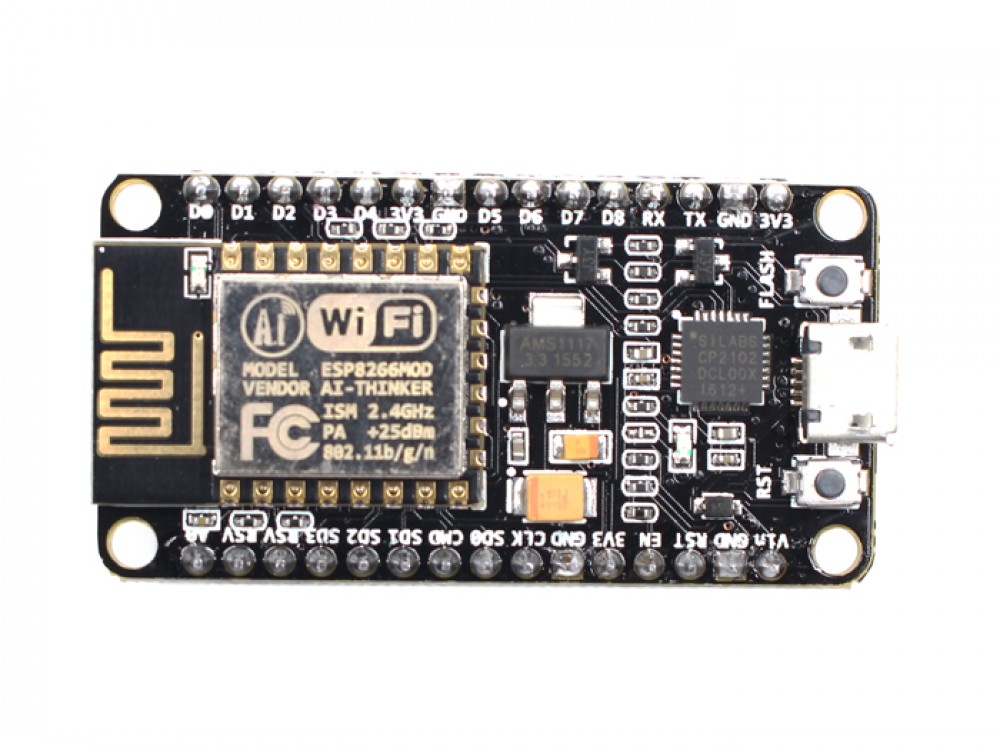 D0 D1 D2 D3 D4 3V3 GND D5 D6 D7 D8 RX TX GND 3V3
FLASH
Ai Wi Fi
MODEL ESP8266MOD
VENDOR AI-THINKER
FC ISM 2.4GHz
PA +25dBm
802.11b/g/n
AMS1117
3.3 1552
SILABS
CP2102
DCL00X
1612+
RST
A0 RSV RSV SD3 SD2 SD1 CMD SD0 CLK GND 3V3 EN RST GND Vin